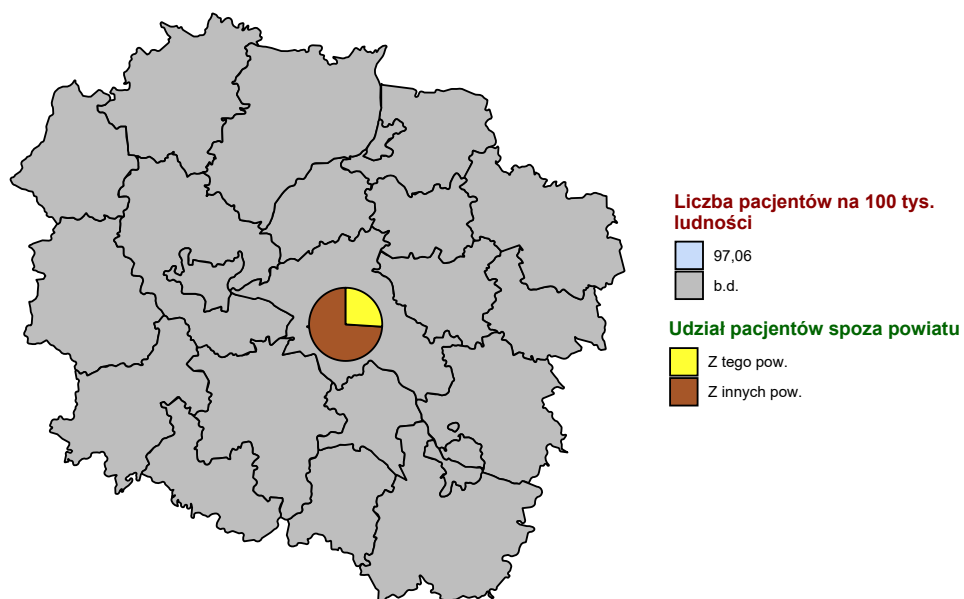 Liczba pacjentów na 100 tys.
ludności
97,06
b.d.
Udział pacjentów spoza powiatu
Z tego pow.
Z innych pow.